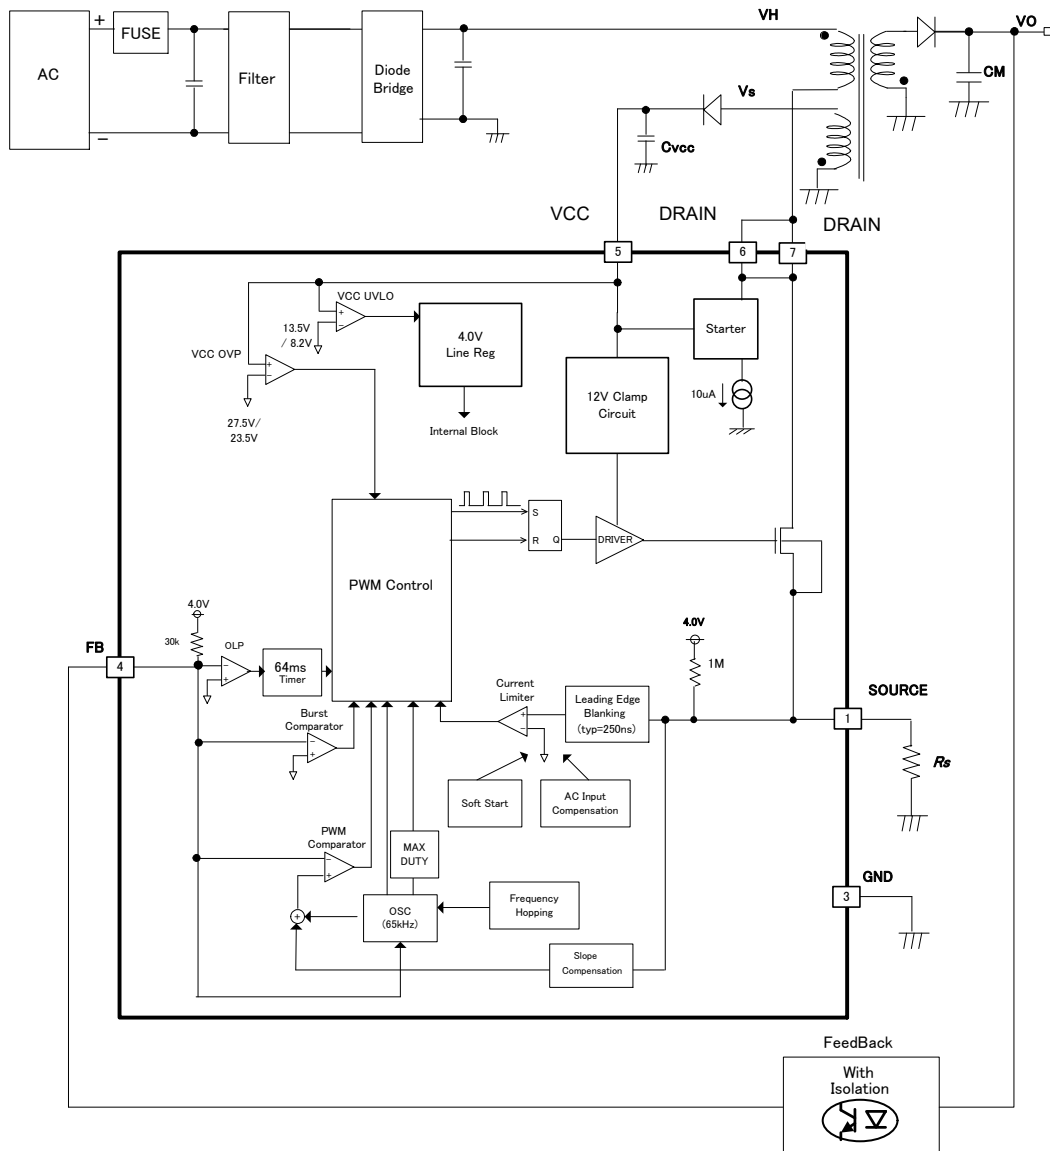 VH
VO
+
FUSE
AC
Filter
Diode
Bridge
CM
−
Vs
Cvcc
VCC
DRAIN
DRAIN
5
6
7
VCC UVLO
+
−
13.5V
/ 8.2V
4.0V
Line Reg
Starter
VCC OVP
+
−
27.5V/
23.5V
Internal Block
12V Clamp
Circuit
10uA
PWM Control
S
R
Q
DRIVER
4.0V
30k
FB
4
OLP
−
+
64ms
Timer
4.0V
1M
Current
Limiter
+
−
Leading Edge
Blanking
(typ=250ns)
SOURCE
1
Rs
Burst
Comparator
−
+
Soft Start
AC Input
Compensation
PWM
Comparator
−
+
MAX
DUTY
GND
3
+
OSC
(65kHz)
Frequency
Hopping
Slope
Compensation
FeedBack
With
Isolation